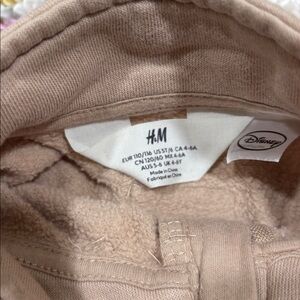 H&M
EUR 110/116 US 5/6 CA 4-6A
CN 120/60 MX 4-6A
AUS 5-6 UK 4-6Y
Made in China
Fabriqué en Chine
Disney